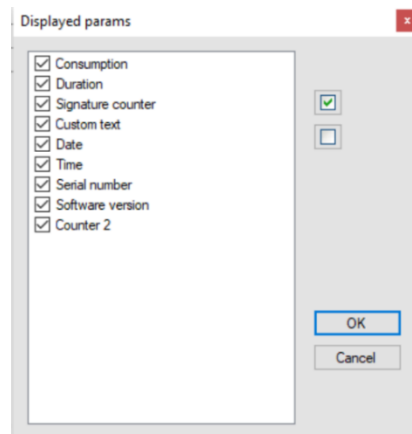 Displayed params
x
Consumption
Duration
Signature counter
Custom text
Date
Time
Serial number
Software version
Counter 2
OK
Cancel